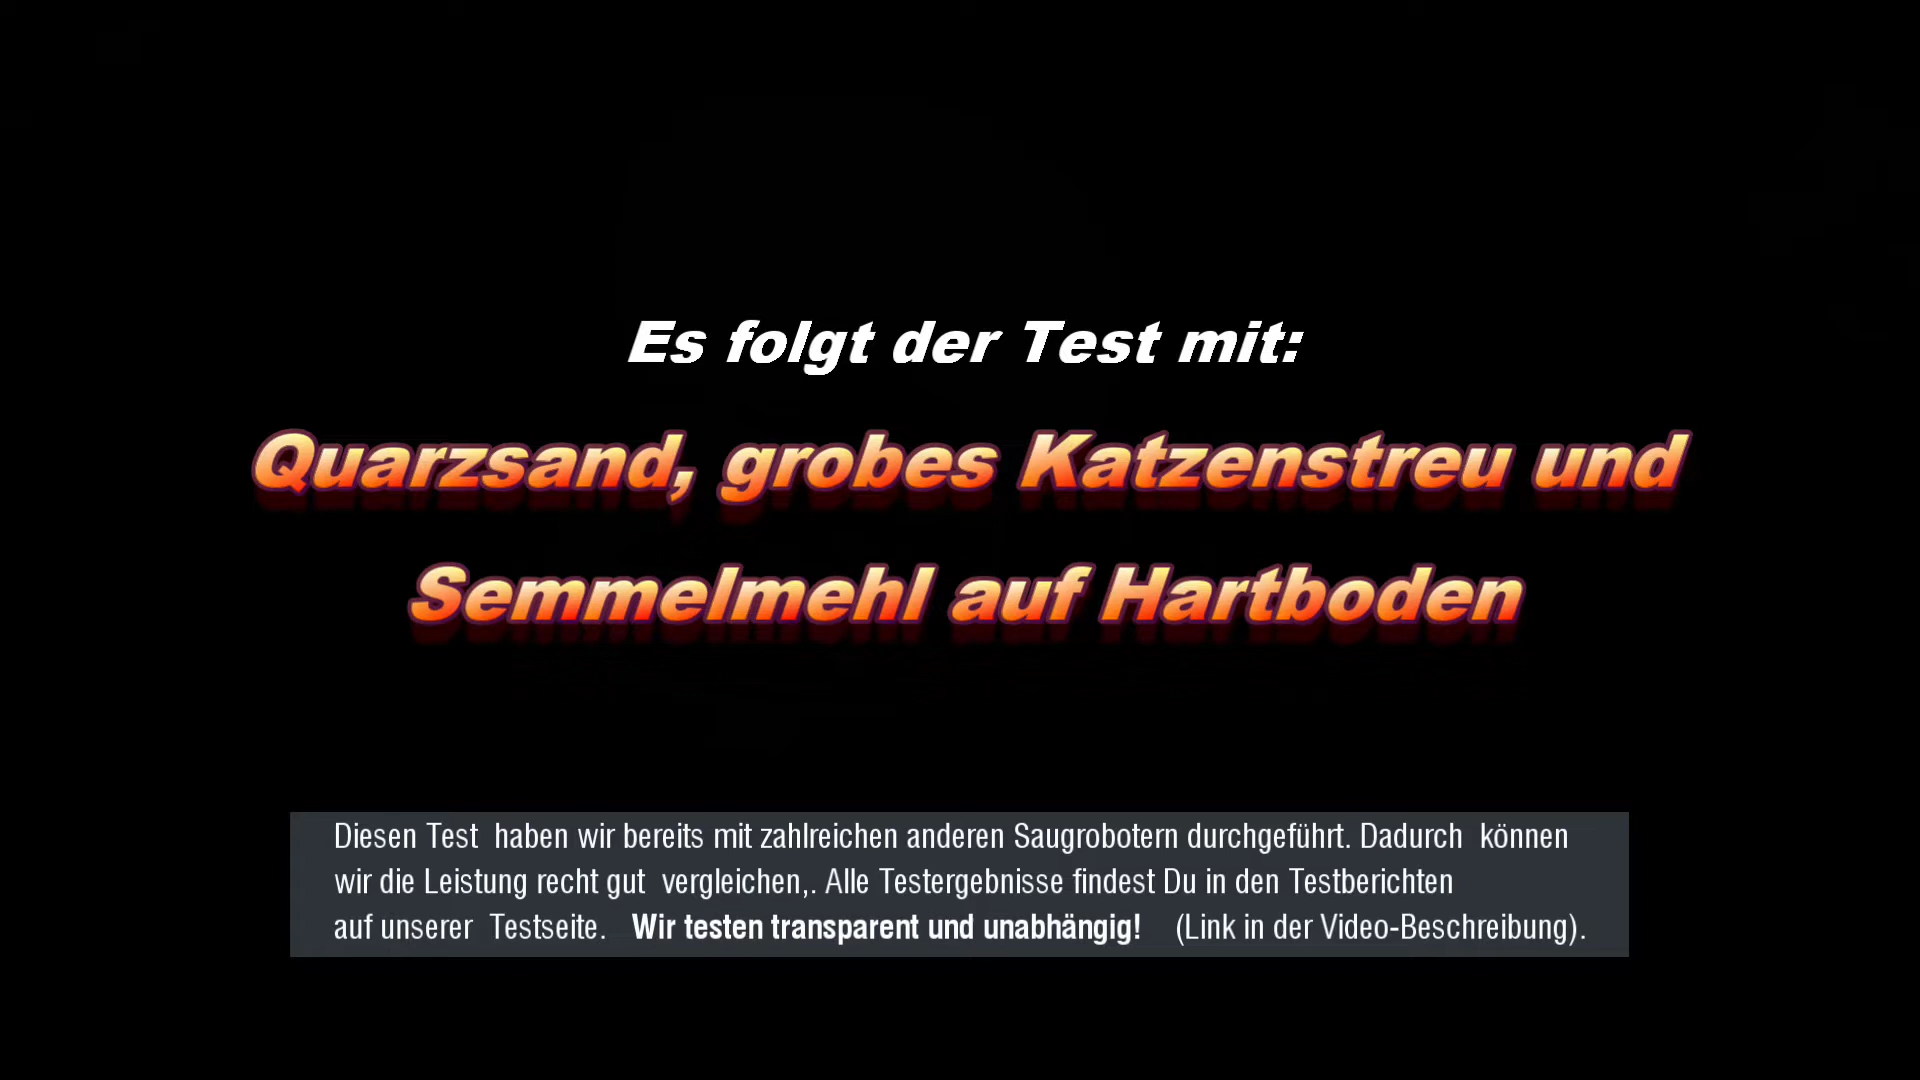 Es folgt der Test mit:
Quarzsand, grobes Katzenstreu und
Semmelmehl auf Hartboden
Diesen Test haben wir bereits mit zahlreichen anderen Saugrobotern durchgeführt. Dadurch können
wir die Leistung recht gut vergleichen,. Alle Testergebnisse findest Du in den Testberichten
auf unserer Testseite. Wir testen transparent und unabhängig! (Link in der Video-Beschreibung).